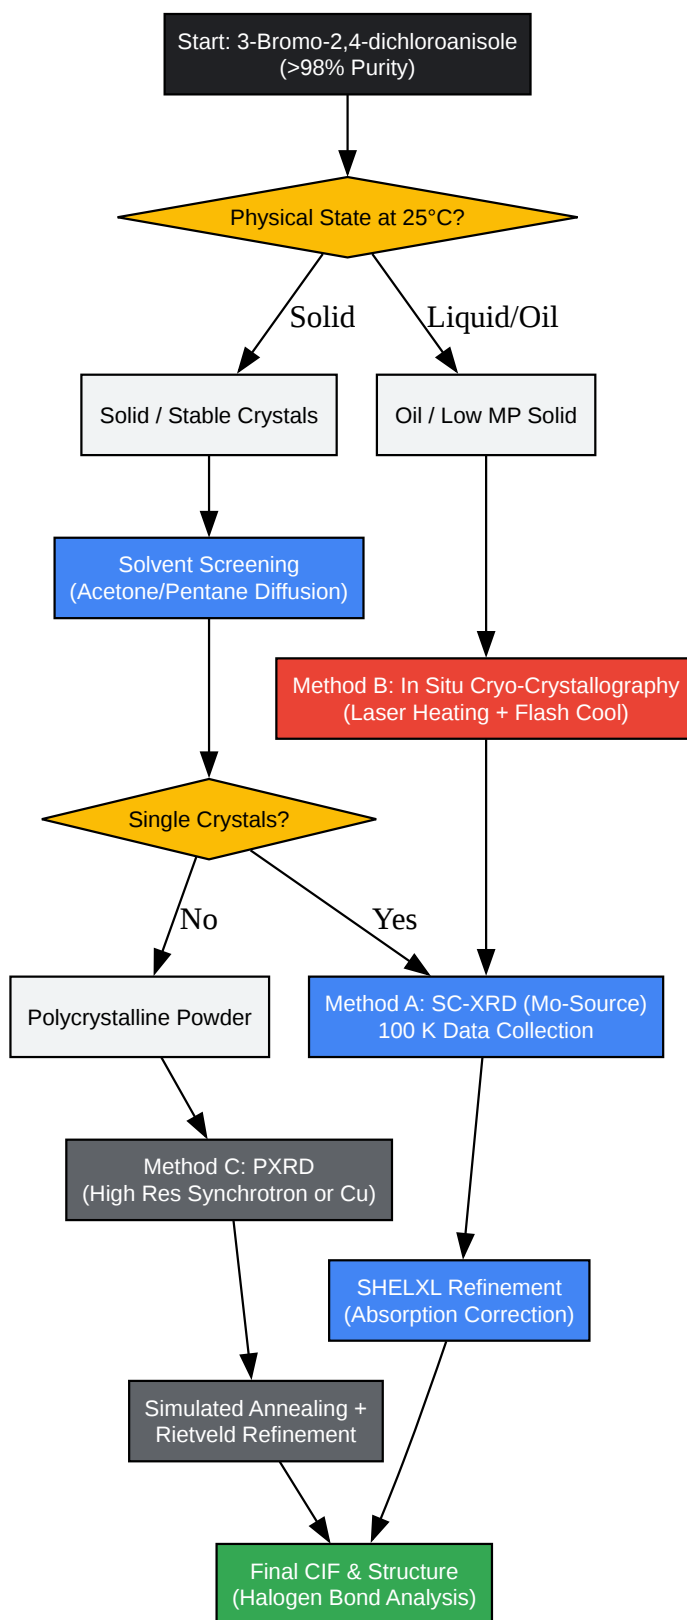 Start: 3-Bromo-2,4-dichloroanisole
(>98% Purity)
Physical State at 25°C?
Solid
Liquid/Oil
Solid / Stable Crystals
Oil / Low MP Solid
Solvent Screening
(Acetone/Pentane Diffusion)
Method B: In Situ Cryo-Crystallography
(Laser Heating + Flash Cool)
Single Crystals?
No
Yes
Polycrystalline Powder
Method A: SC-XRD (Mo-Source)
100 K Data Collection
Method C: PXRD
(High Res Synchrotron or Cu)
SHELXL Refinement
(Absorption Correction)
Simulated Annealing +
Rietveld Refinement
Final CIF & Structure
(Halogen Bond Analysis)